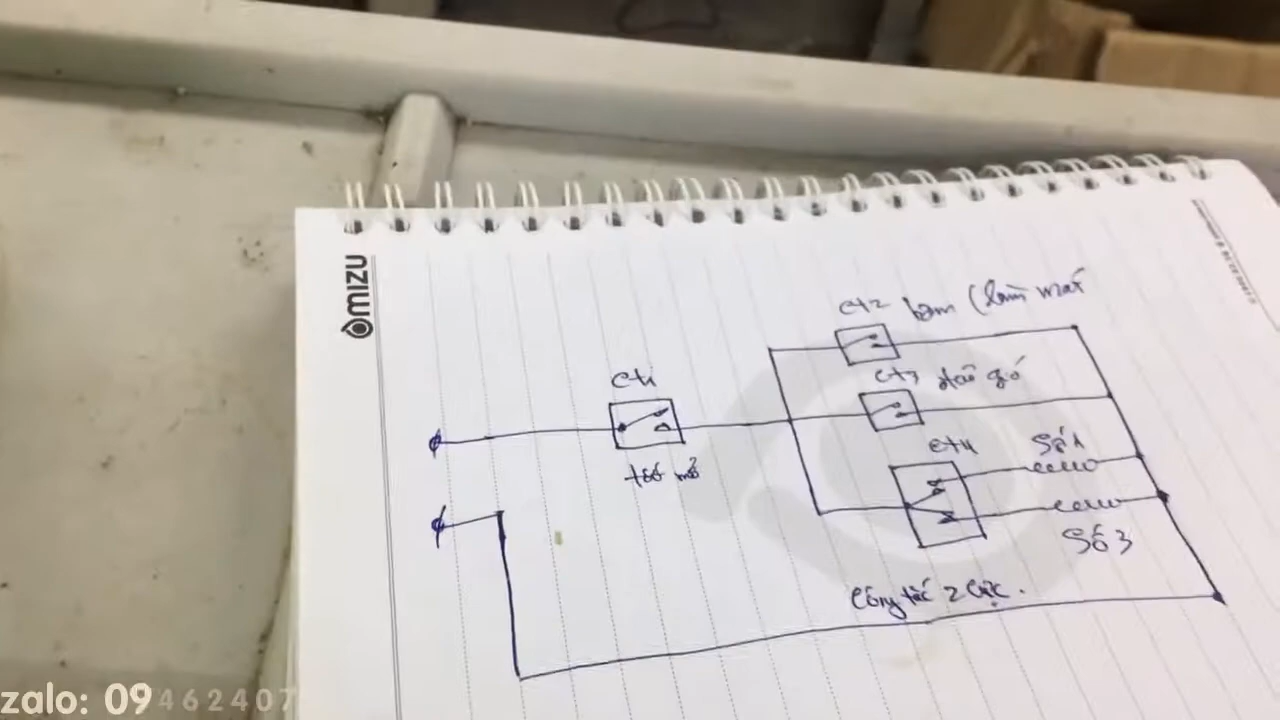 mizu
ct2 bơm (làm mát
ct1
ct3 đảo gió
tắt mở
ct4
Số 1
Số 3
Công tắc 2 cực.
zalo: 09462407